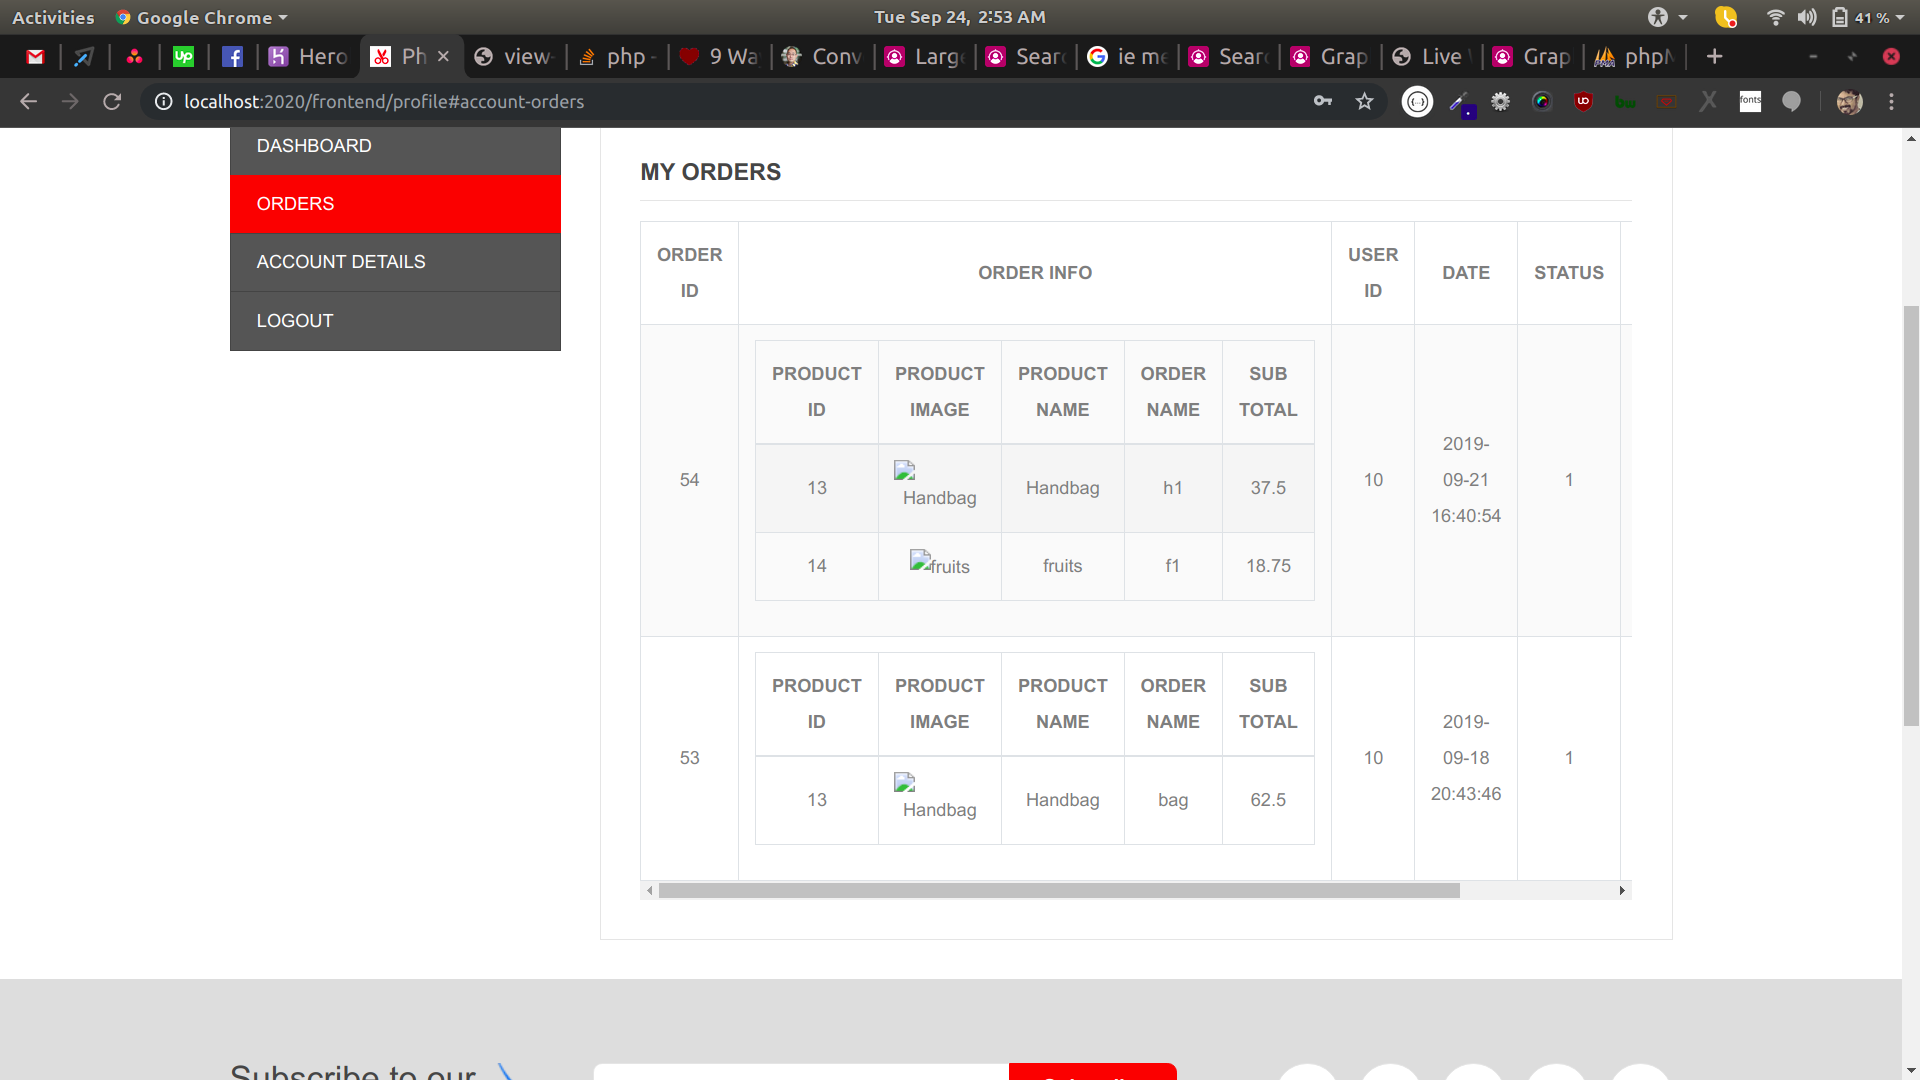 Activities Google Chrome Tue Sep 24, 2:53 AM 41 %
Hero Ph view- php - 9 Wa Conv Large Sear ie me Sear Grap Live Grap phpM
localhost:2020/frontend/profile#account-orders
fonts
DASHBOARD
ORDERS
ACCOUNT DETAILS
LOGOUT
MY ORDERS
ORDER ID ORDER INFO USER ID DATE STATUS
PRODUCT ID PRODUCT IMAGE PRODUCT NAME ORDER NAME SUB TOTAL
54
13 Handbag Handbag h1 37.5
14 fruits fruits f1 18.75
10
2019-
09-21
16:40:54
1
PRODUCT ID PRODUCT IMAGE PRODUCT NAME ORDER NAME SUB TOTAL
53
13 Handbag Handbag bag 62.5
10
2019-
09-18
20:43:46
1
Subscribe to our